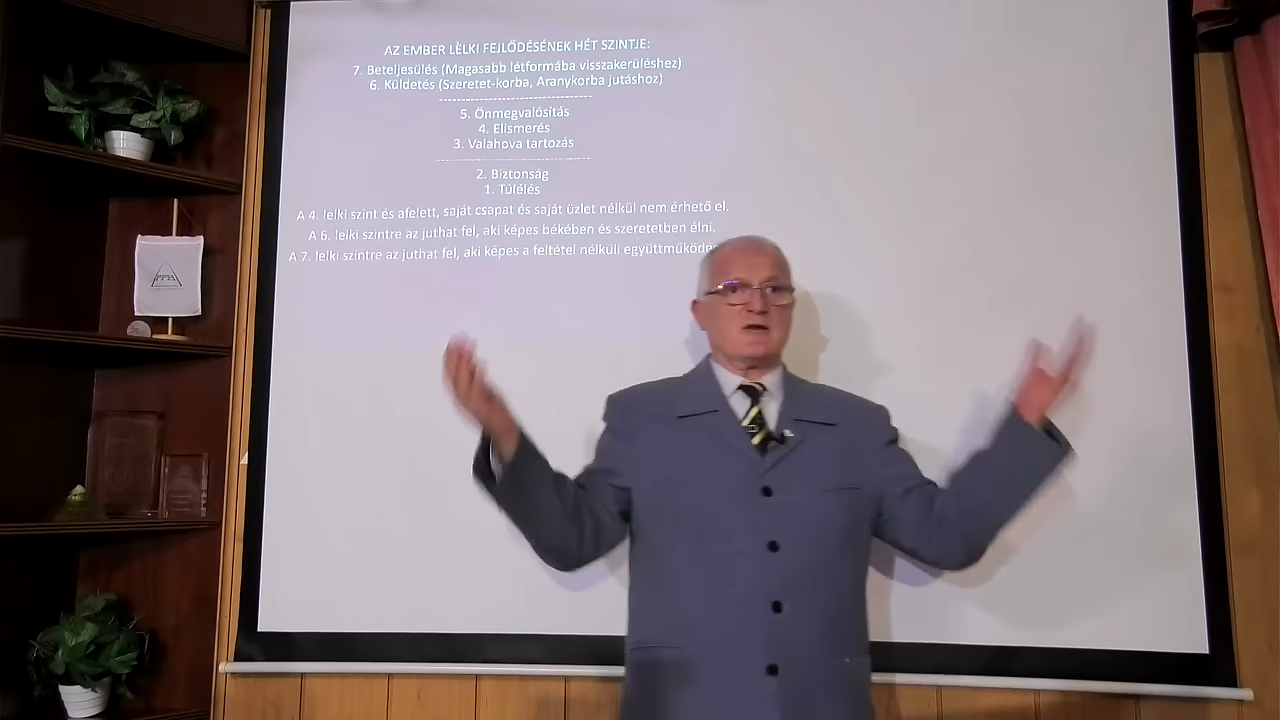 AZ EMBER LÈLKI FEJLŐDÉSÉNEK HÉT SZINTJE:
7. Beteljesülés (Magasabb létformába visszakerüléshez)
6. Küldetés (Szeretet-korba, Aranykorba jutáshoz)
5. Önmegvalósítás
4. Elismerés
3. Valahova tartozás
2. Biztonság
1. Túlélés
A 4. lelki szint és afelett, saját csapat és saját üzlet nélkül nem érhető el.
A 6. lelki szintre az juthat fel, aki képes békében és szeretetben élni.
A 7. lelki szintre az juthat fel, aki képes a feltétel nélküli